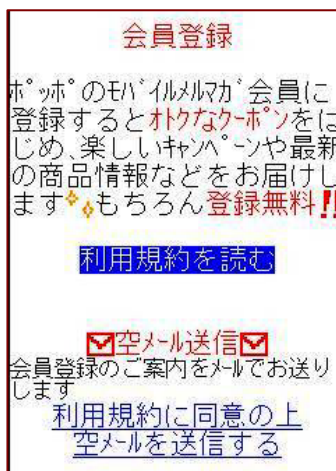 会員登録
ﾎﾟｯﾎﾟのﾓﾊﾞｲﾙﾒﾙﾏｶﾞ会員に
登録するとｵﾄｸなｸｰﾎﾟﾝをは
じめ、楽しいｷｬﾝﾍﾟｰﾝや最新
の商品情報などをお届けし
ます もちろん登録無料!!
利用規約を読む
空ﾒｰﾙ送信
会員登録のご案内をﾒｰﾙでお送り
します
利用規約に同意の上
空ﾒｰﾙを送信する